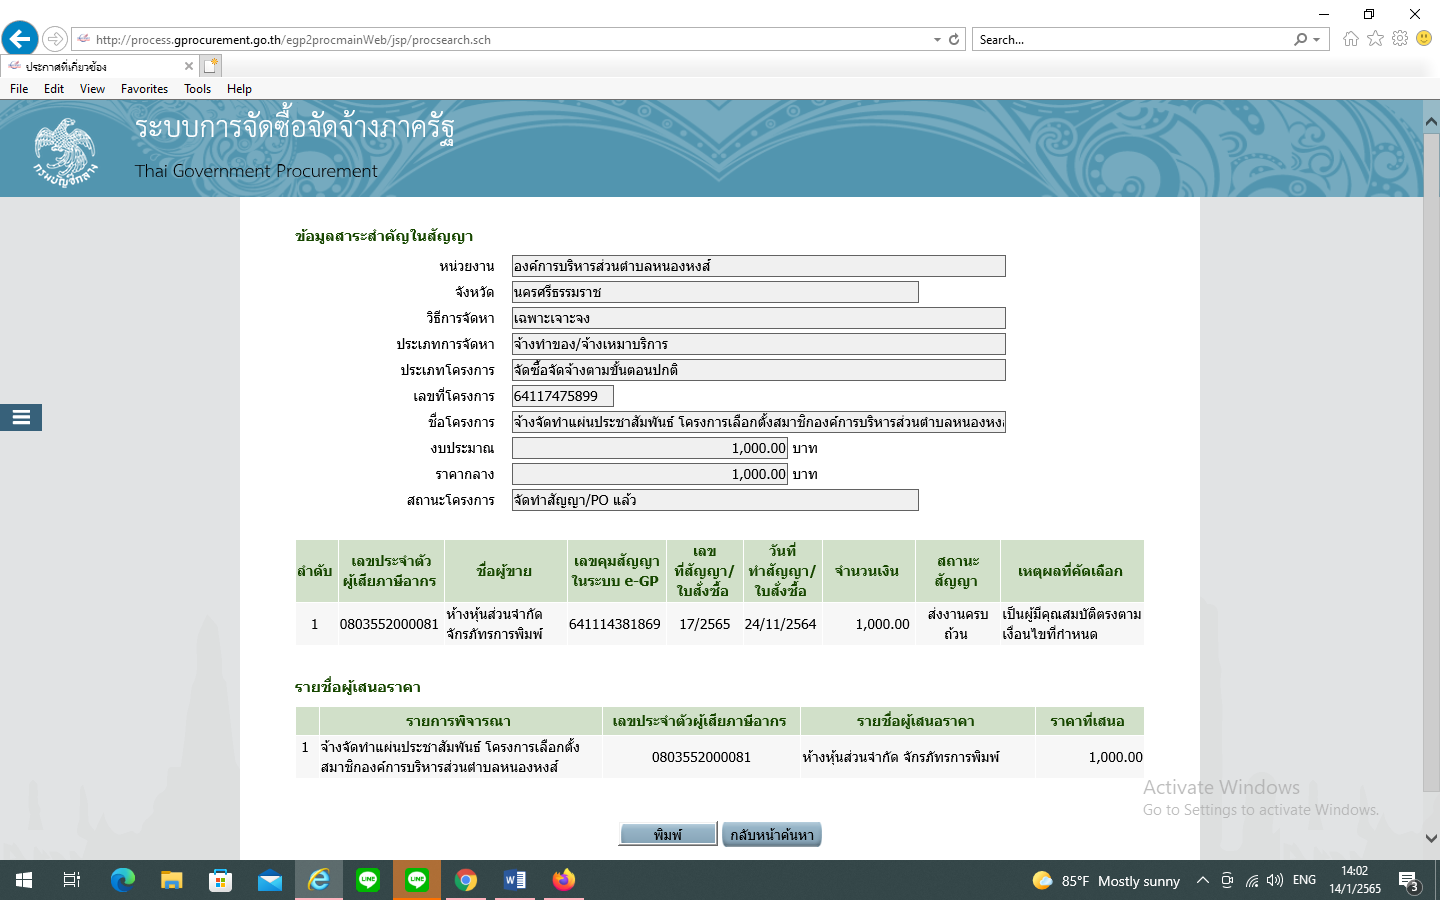 http://process.gprocurement.go.th/egp2procmainWeb/jsp/procsearch.sch
Search...
ประกาศที่เกี่ยวข้อง
File Edit View Favorites Tools Help
ระบบการจัดซื้อจัดจ้างภาครัฐ
Thai Government Procurement
กรมบัญชีกลาง
ข้อมูลสาระสำคัญในสัญญา
หน่วยงาน องค์การบริหารส่วนตำบลหนองหงส์
จังหวัด นครศรีธรรมราช
วิธีการจัดหา เฉพาะเจาะจง
ประเภทการจัดหา จ้างทำของ/จ้างเหมาบริการ
ประเภทโครงการ จัดซื้อจัดจ้างตามขั้นตอนปกติ
เลขที่โครงการ 64117475899
ชื่อโครงการ จ้างจัดทำแผ่นประชาสัมพันธ์ โครงการเลือกตั้งสมาชิกองค์การบริหารส่วนตำบลหนองหง
งบประมาณ 1,000.00 บาท
ราคากลาง 1,000.00 บาท
สถานะโครงการ จัดทำสัญญา/PO แล้ว
ลำดับ เลขประจำตัวผู้เสียภาษีอากร ชื่อผู้ขาย เลขคุมสัญญาในระบบ e-GP เลขที่สัญญา/ใบสั่งซื้อ วันที่ทำสัญญา/ใบสั่งซื้อ จำนวนเงิน สถานะสัญญา เหตุผลที่คัดเลือก
1 0803552000081 ห้างหุ้นส่วนจำกัด จักรภัทรการพิมพ์ 641114381869 17/2565 24/11/2564 1,000.00 ส่งงานครบถ้วน เป็นผู้มีคุณสมบัติตรงตามเงื่อนไขที่กำหนด
รายชื่อผู้เสนอราคา
รายการพิจารณา เลขประจำตัวผู้เสียภาษีอากร รายชื่อผู้เสนอราคา ราคาที่เสนอ
1 จ้างจัดทำแผ่นประชาสัมพันธ์ โครงการเลือกตั้งสมาชิกองค์การบริหารส่วนตำบลหนองหงส์ 0803552000081 ห้างหุ้นส่วนจำกัด จักรภัทรการพิมพ์ 1,000.00
Activate Windows
Go to Settings to activate Windows.
พิมพ์ กลับหน้าค้นหา
LINE LINE
85°F Mostly sunny ENG 14:02
14/1/2565
3